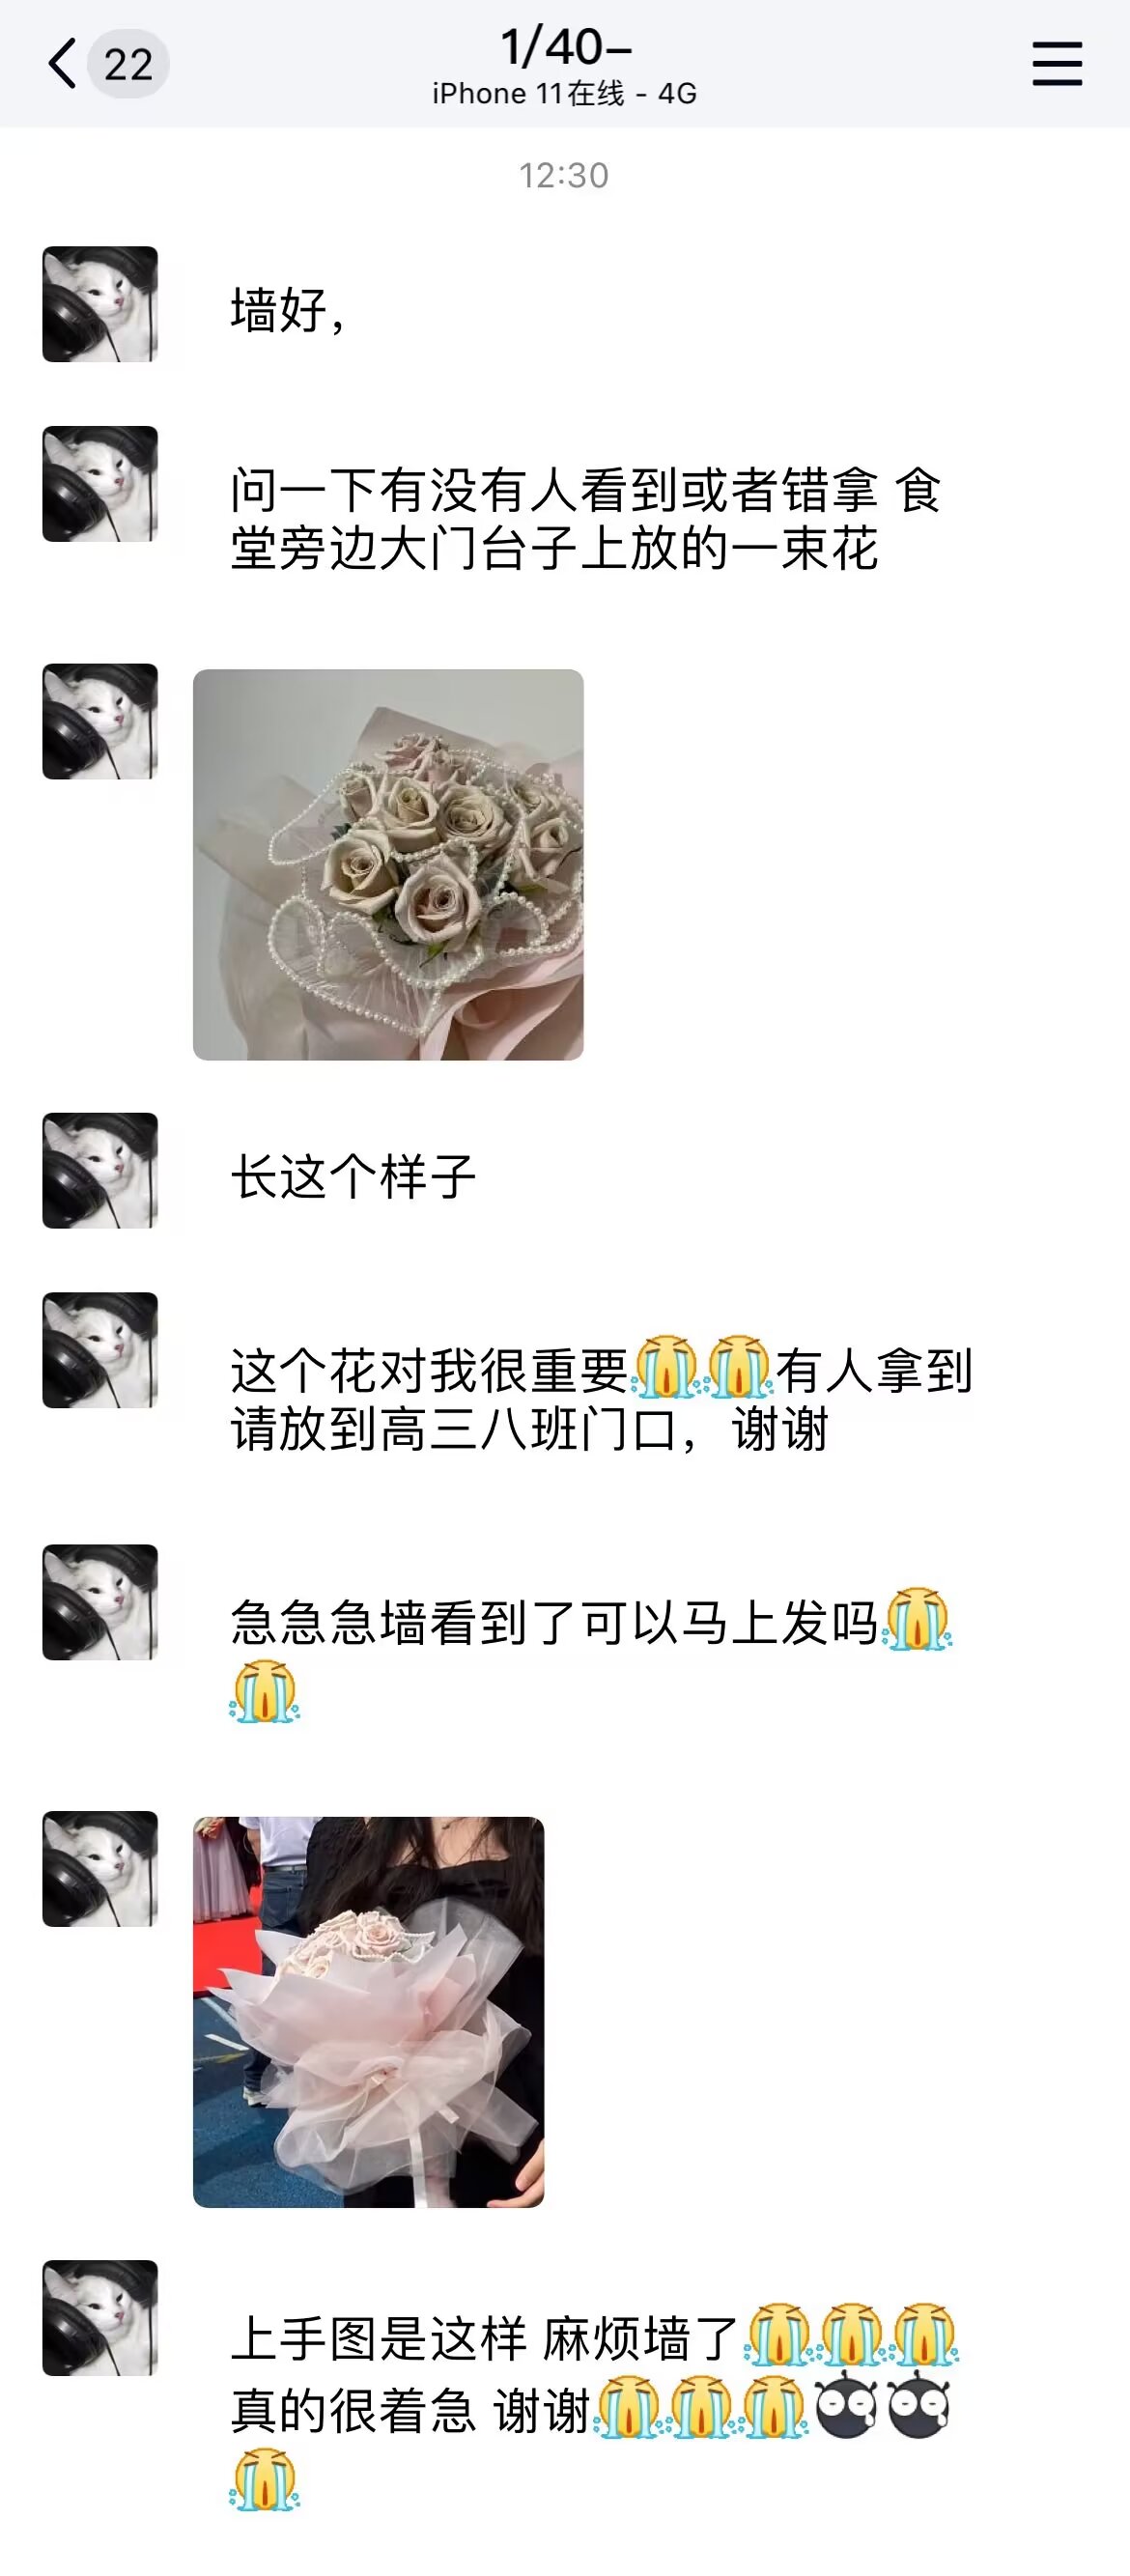 22
1/40–
iPhone 11在线 - 4G
12:30
墙好，
问一下有没有人看到或者错拿 食
堂旁边大门台子上放的一束花
长这个样子
这个花对我很重要😭😭有人拿到
请放到高三八班门口，谢谢
急急急墙看到了可以马上发吗😭
😭
上手图是这样 麻烦墙了😭😭😭
真的很着急 谢谢😭😭😭
😭